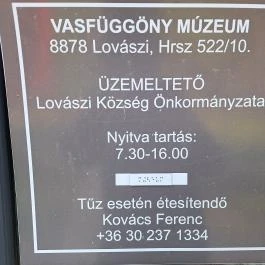 VASFÜGGÖNY MÚZEUM
8878 Lovászi, Hrsz 522/10.
ÜZEMELTETŐ
Lovászi Község Önkormányzata
Nyitva tartás:
7.30-16.00
Tűz esetén étesítendő
Kovács Ferenc
+36 30 237 1334